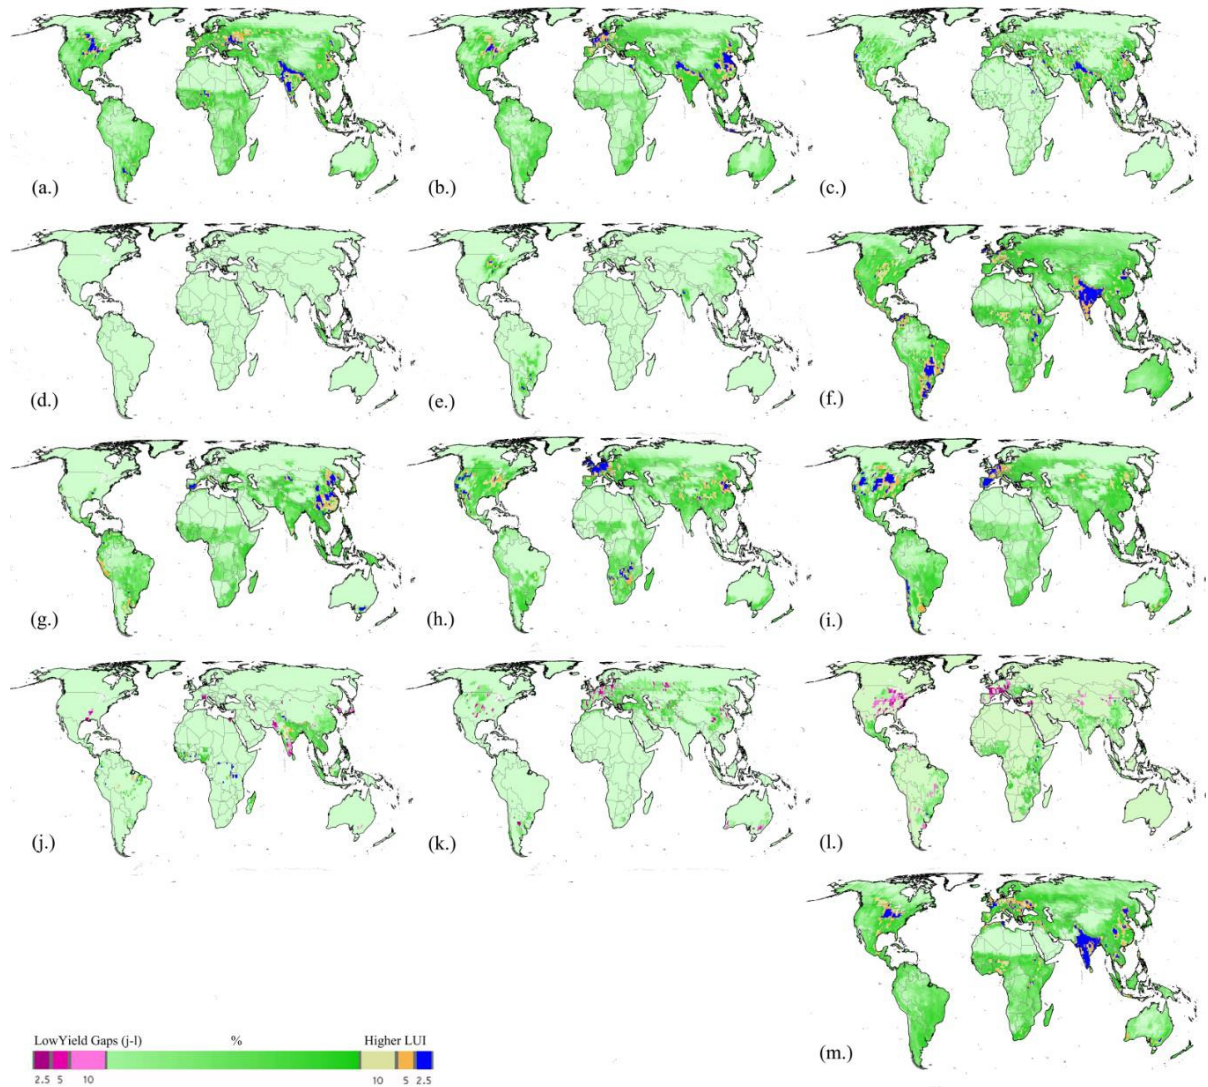 (a.) (b.) (c.)
(d.) (e.) (f.)
(g.) (h.) (i.)
(j.) (k.) (l.)
(m.)
LowYield Gaps (j-l) % Higher LUI
2.5 5 10 10 5 2.5